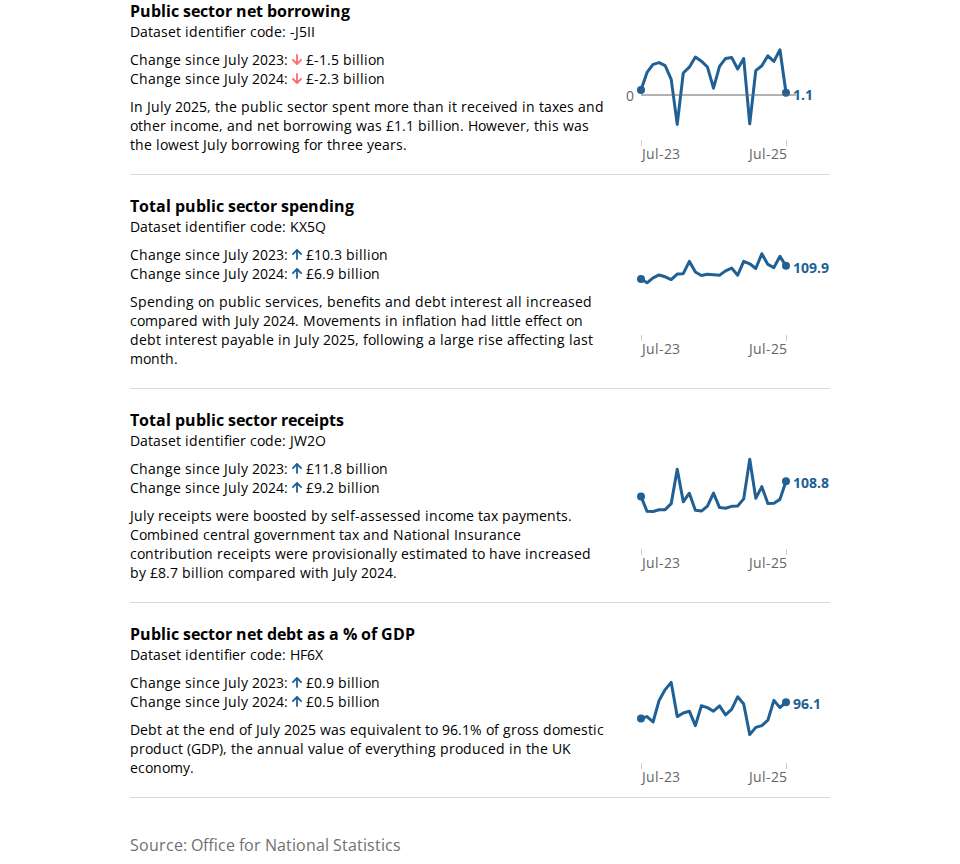 Public sector net borrowing
Dataset identifier code: -J5II
Change since July 2023: ↓ £-1.5 billion
Change since July 2024: ↓ £-2.3 billion
In July 2025, the public sector spent more than it received in taxes and
other income, and net borrowing was £1.1 billion. However, this was
the lowest July borrowing for three years.
0
1.1
Jul-23
Jul-25
Total public sector spending
Dataset identifier code: KX5Q
Change since July 2023: ↑ £10.3 billion
Change since July 2024: ↑ £6.9 billion
Spending on public services, benefits and debt interest all increased
compared with July 2024. Movements in inflation had little effect on
debt interest payable in July 2025, following a large rise affecting last
month.
109.9
Jul-23
Jul-25
Total public sector receipts
Dataset identifier code: JW2O
Change since July 2023: ↑ £11.8 billion
Change since July 2024: ↑ £9.2 billion
July receipts were boosted by self-assessed income tax payments.
Combined central government tax and National Insurance
contribution receipts were provisionally estimated to have increased
by £8.7 billion compared with July 2024.
108.8
Jul-23
Jul-25
Public sector net debt as a % of GDP
Dataset identifier code: HF6X
Change since July 2023: ↑ £0.9 billion
Change since July 2024: ↑ £0.5 billion
Debt at the end of July 2025 was equivalent to 96.1% of gross domestic
product (GDP), the annual value of everything produced in the UK
economy.
96.1
Jul-23
Jul-25
Source: Office for National Statistics